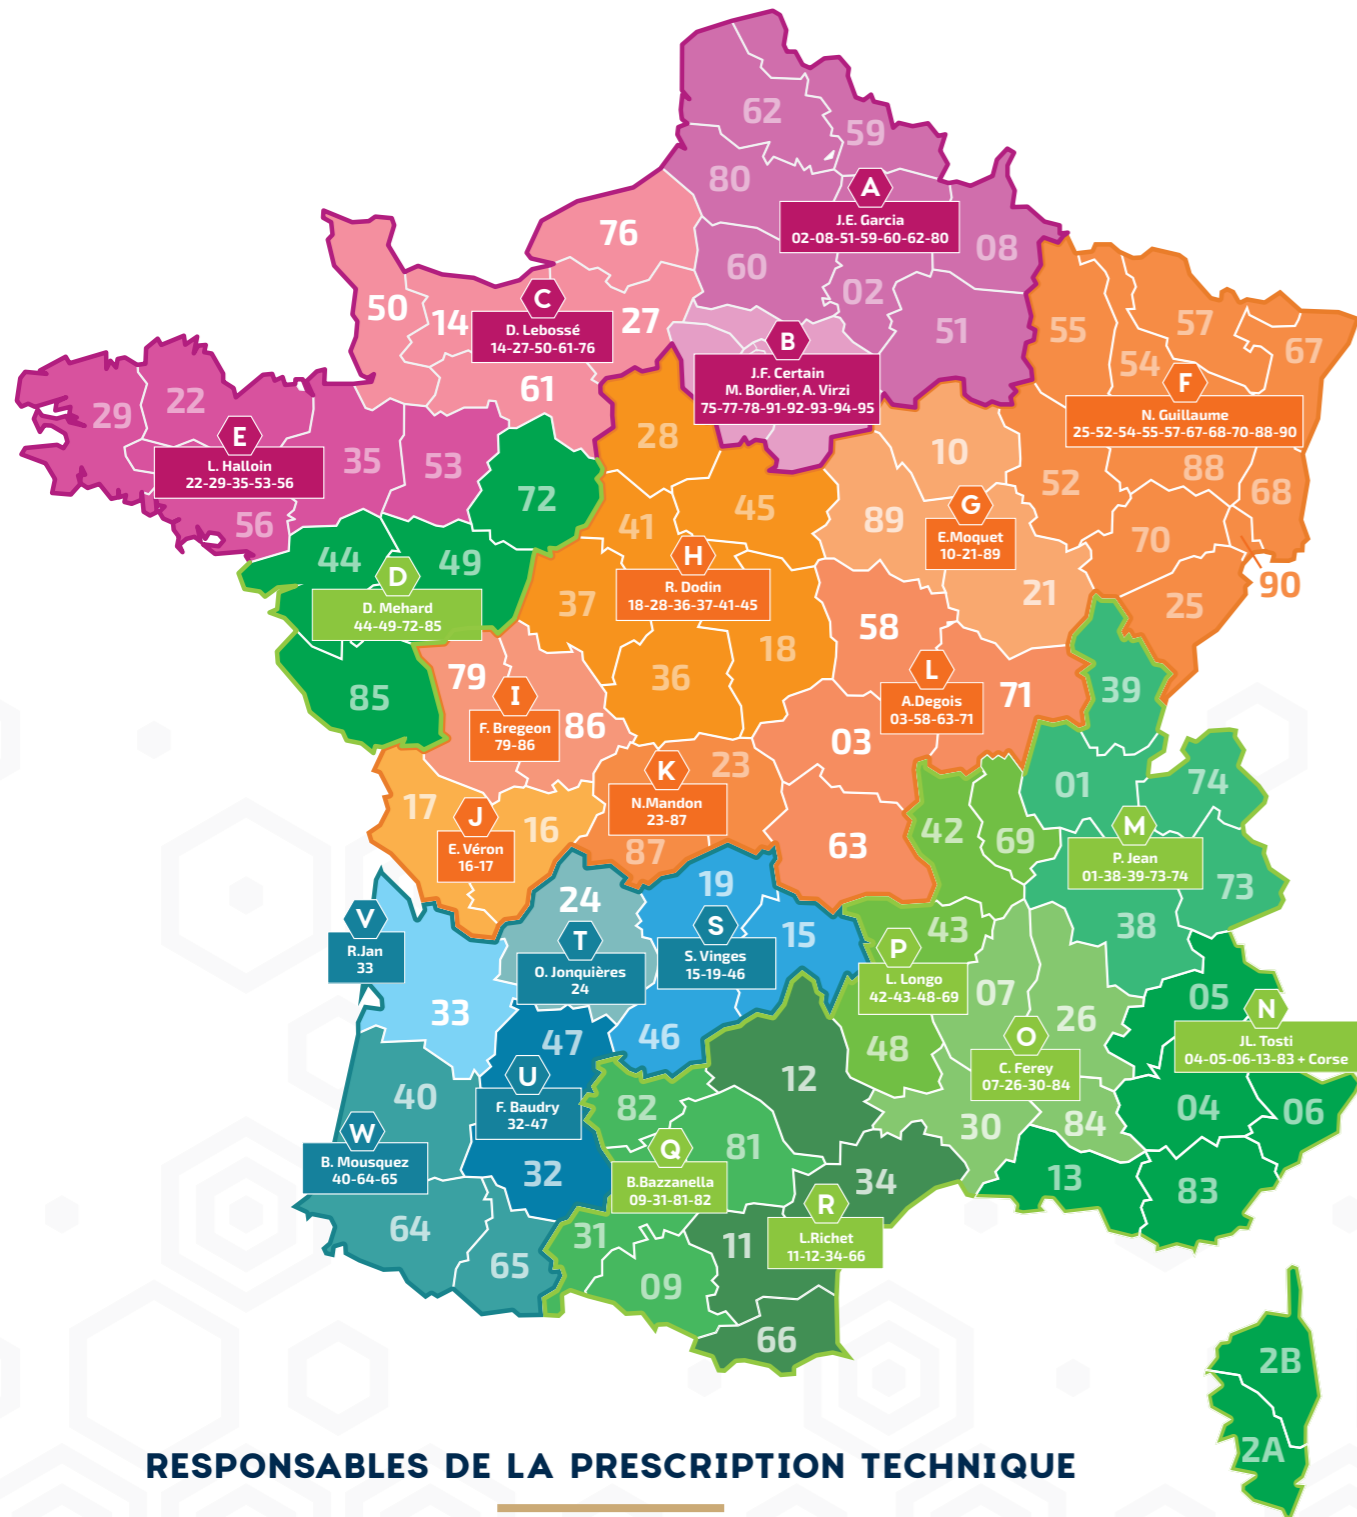 62
59
80
A
J.E. Garcia
02-08-51-59-60-62-80
76
08
60
02
C
D. Lebossé
14-27-50-61-76
50
14
27
51
55
57
67
54
B
J.F. Certain
M. Bordier, A. Virzi
75-77-78-91-92-93-94-95
F
N. Guillaume
25-52-54-55-57-67-68-70-88-90
61
22
29
E
L. Halloin
22-29-35-53-56
35
53
28
10
88
52
68
72
56
45
41
89
G
E.Moquet
10-21-89
70
44
49
D
D. Mehard
44-49-72-85
H
R. Dodin
18-28-36-37-41-45
37
21
90
25
58
18
85
79
36
I
F. Bregeon
79-86
86
L
A.Degois
03-58-63-71
71
39
03
K
N.Mandon
23-87
23
01
74
17
J
E. Véron
16-17
16
87
63
42
69
M
P. Jean
01-38-39-73-74
73
24
19
38
V
R.Jan
33
T
O. Jonquières
24
S
S. Vinges
15-19-46
15
43
P
L. Longo
42-43-48-69
07
05
N
JL. Tosti
04-05-06-13-83 + Corse
33
47
46
48
26
O
C. Ferey
07-26-30-84
12
40
U
F. Baudry
32-47
82
04
06
30
84
W
B. Mousquez
40-64-65
32
Q
B.Bazzanella
09-31-81-82
81
34
13
83
R
L.Richet
11-12-34-66
64
65
31
11
09
66
2B
2A
RESPONSABLES DE LA PRESCRIPTION TECHNIQUE